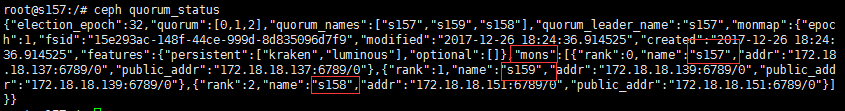 root@s157:/# ceph quorum_status
{"election_epoch":32,"quorum":[0,1,2],"quorum_names":["s157","s159","s158"],"quorum_leader_name":"s157","monmap":{"epoc
h":1,"fsid":"15e293ac-148f-44ce-999d-8d835096d7f9","modified":"2017-12-26 18:24:36.914525","created":"2017-12-26 18:24:
36.914525","features":{"persistent":["kraken","luminous"],"optional":[]},"mons":[{"rank":0,"name":"s157","addr":"172.18
.18.137:6789/0","public_addr":"172.18.18.137:6789/0"},{"rank":1,"name":"s159","addr":"172.18.18.139:6789/0","public_add
r":"172.18.18.139:6789/0"},{"rank":2,"name":"s158","addr":"172.18.18.151:6789/0","public_addr":"172.18.18.151:6789/0"}]
}}